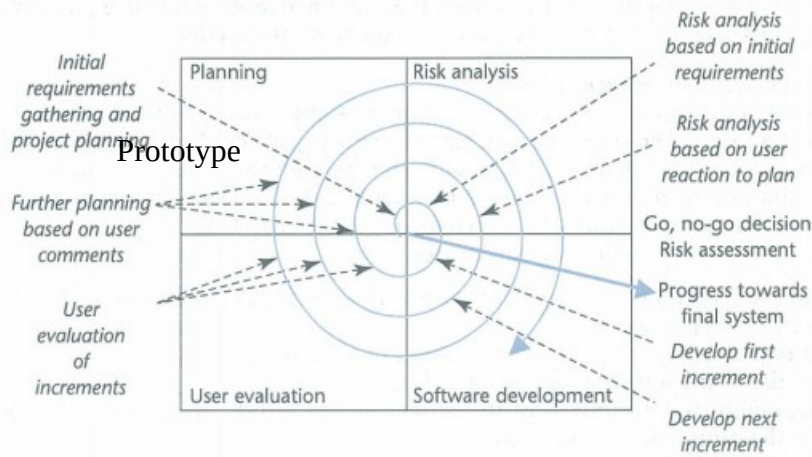 Initial
requirements
gathering and
project planning
Prototype
Further planning
based on user
comments
User
evaluation
of
increments
Planning
Risk analysis
User evaluation
Software development
Risk analysis
based on initial
requirements
Risk analysis
based on user
reaction to plan
Go, no-go decision
Risk assessment
Progress towards
final system
Develop first
increment
Develop next
increment